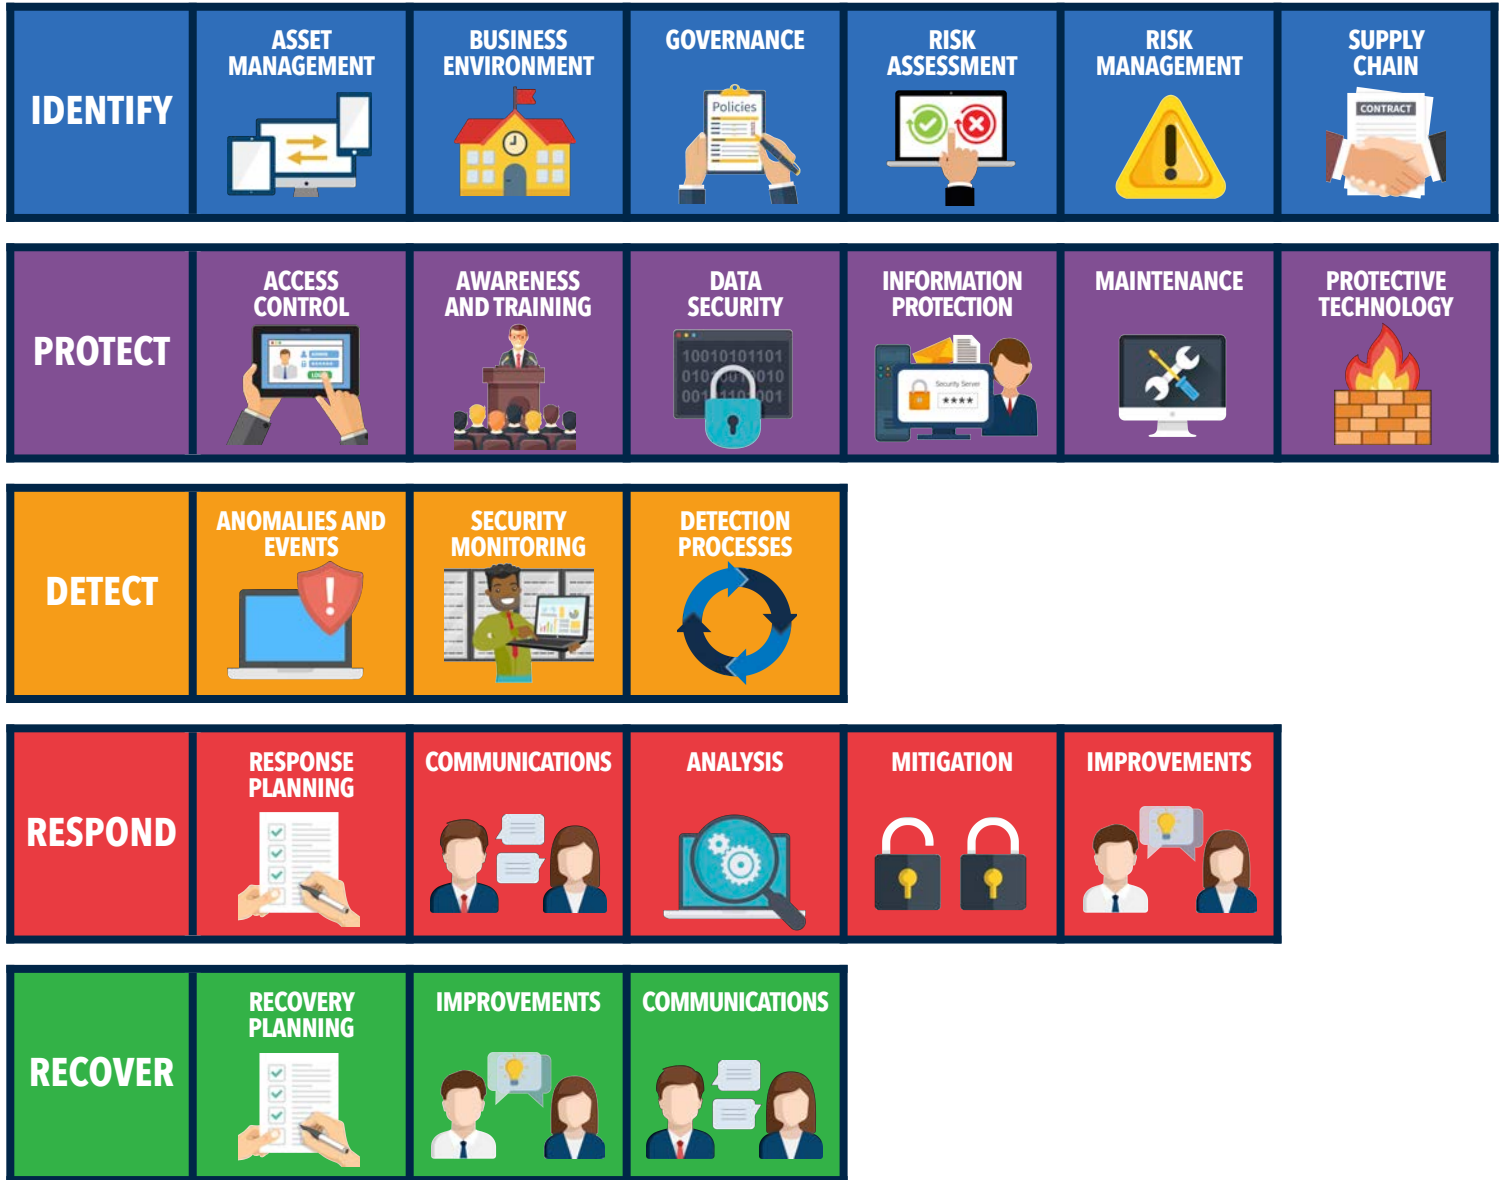 IDENTIFY
ASSET
MANAGEMENT
BUSINESS
ENVIRONMENT
GOVERNANCE
Policies
RISK
ASSESSMENT
RISK
MANAGEMENT
SUPPLY
CHAIN
CONTRACT
PROTECT
ACCESS
CONTROL
LOGIN
AWARENESS
AND TRAINING
DATA
SECURITY
10010101101
INFORMATION
PROTECTION
Security Server
****
MAINTENANCE
PROTECTIVE
TECHNOLOGY
DETECT
ANOMALIES AND
EVENTS
SECURITY
MONITORING
DETECTION
PROCESSES
RESPOND
RESPONSE
PLANNING
COMMUNICATIONS
ANALYSIS
MITIGATION
IMPROVEMENTS
RECOVER
RECOVERY
PLANNING
IMPROVEMENTS
COMMUNICATIONS